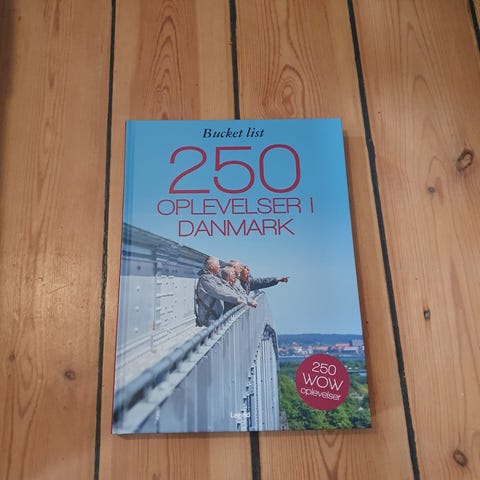 Bucket list
250
OPLEVELSER I
DANMARK
250
WOW
oplevelser